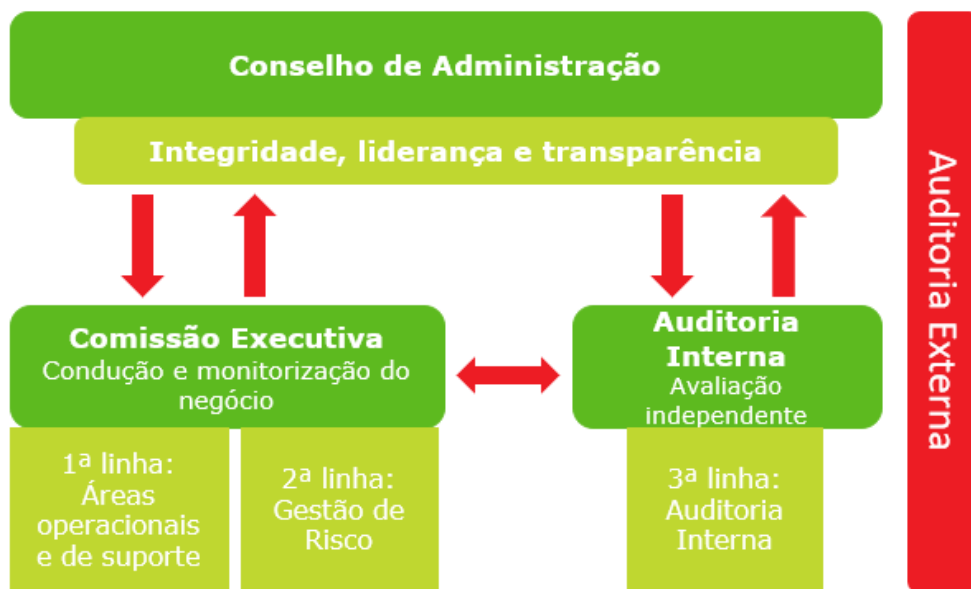 Conselho de Administração
Integridade, liderança e transparência
Comissão Executiva
Condução e monitorização do
negócio
1ª linha:
Áreas
operacionais
e de suporte
2ª linha:
Gestão de
Risco
Auditoria
Interna
Avaliação
independente
3ª linha:
Auditoria
Interna
Auditoria Externa